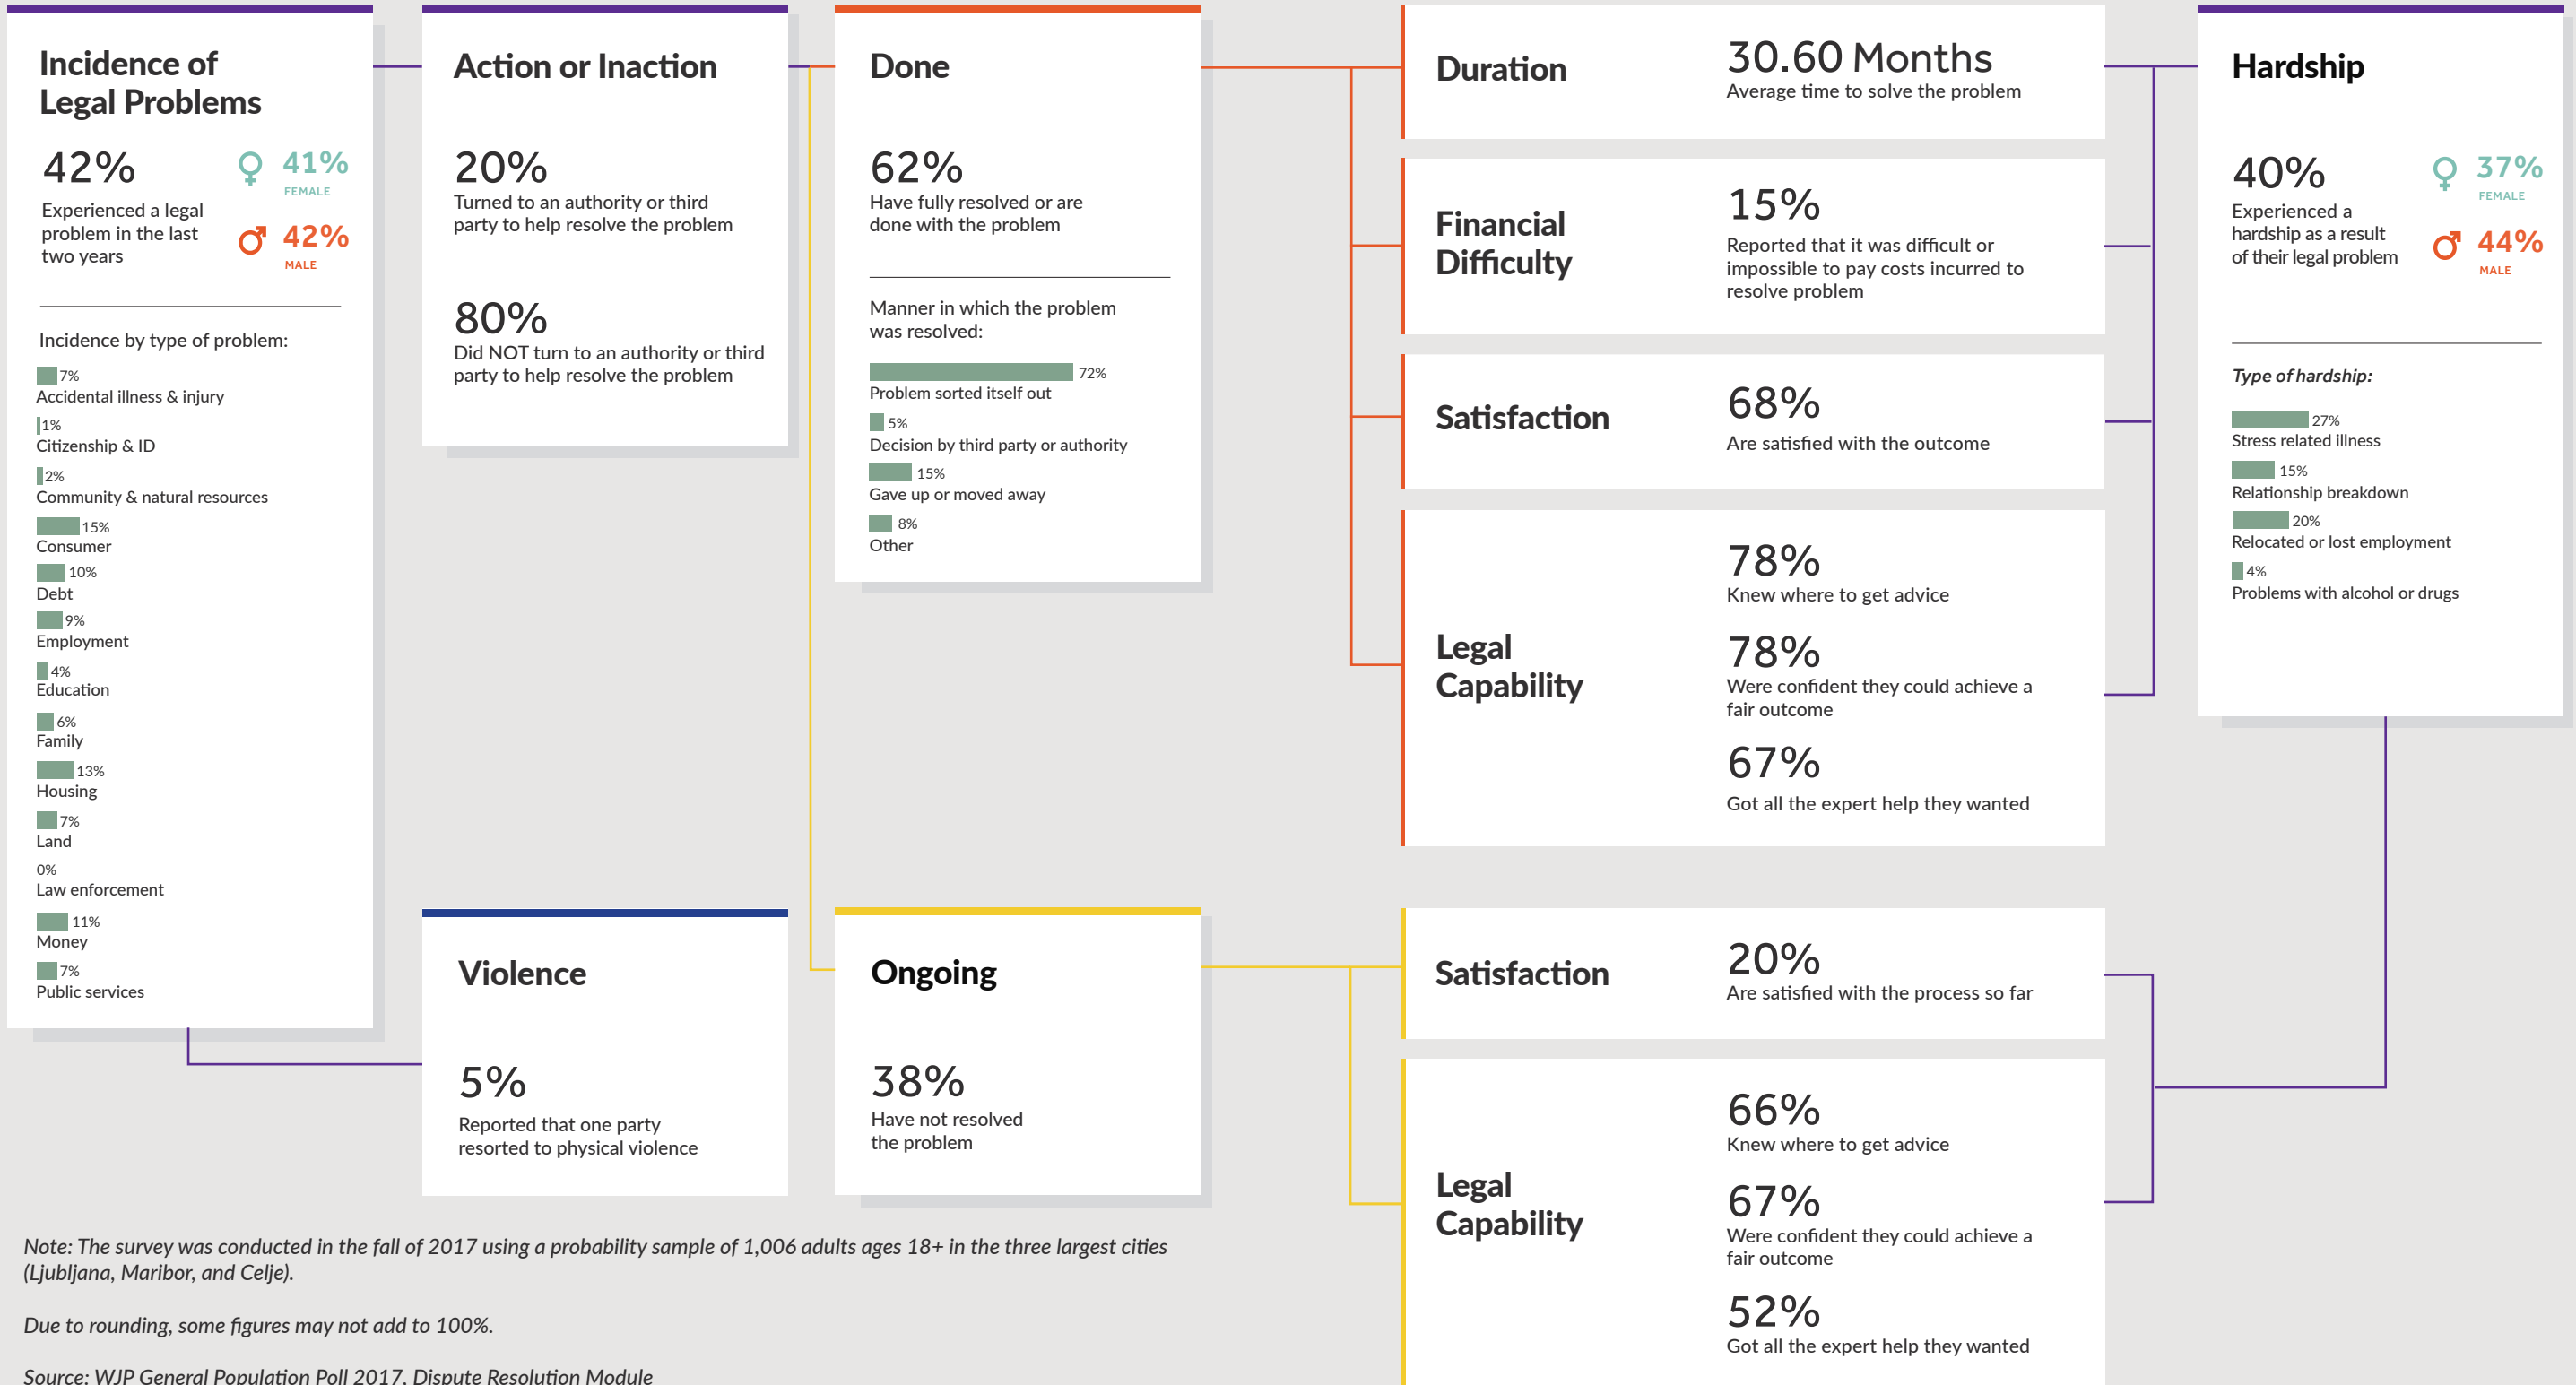 Incidence of
Legal Problems
42%
Experienced a legal
problem in the last
two years
41%
FEMALE
42%
MALE
Incidence by type of problem:
7%
Accidental illness & injury
1%
Citizenship & ID
2%
Community & natural resources
15%
Consumer
10%
Debt
9%
Employment
4%
Education
6%
Family
13%
Housing
7%
Land
0%
Law enforcement
11%
Money
7%
Public services
Action or Inaction
20%
Turned to an authority or third
party to help resolve the problem
80%
Did NOT turn to an authority or third
party to help resolve the problem
Violence
5%
Reported that one party
resorted to physical violence
Done
62%
Have fully resolved or are
done with the problem
Manner in which the problem
was resolved:
72%
Problem sorted itself out
5%
Decision by third party or authority
15%
Gave up or moved away
8%
Other
Ongoing
38%
Have not resolved
the problem
Duration
30.60 Months
Average time to solve the problem
Financial
Difficulty
15%
Reported that it was difficult or
impossible to pay costs incurred to
resolve problem
Satisfaction
68%
Are satisfied with the outcome
Legal
Capability
78%
Knew where to get advice
78%
Were confident they could achieve a
fair outcome
67%
Got all the expert help they wanted
Satisfaction
20%
Are satisfied with the process so far
Legal
Capability
66%
Knew where to get advice
67%
Were confident they could achieve a
fair outcome
52%
Got all the expert help they wanted
Hardship
40%
Experienced a
hardship as a result
of their legal problem
37%
FEMALE
44%
MALE
Type of hardship:
27%
Stress related illness
15%
Relationship breakdown
20%
Relocated or lost employment
4%
Problems with alcohol or drugs
Note: The survey was conducted in the fall of 2017 using a probability sample of 1,006 adults ages 18+ in the three largest cities
(Ljubljana, Maribor, and Celje).
Due to rounding, some figures may not add to 100%.
Source: WJP General Population Poll 2017, Dispute Resolution Module